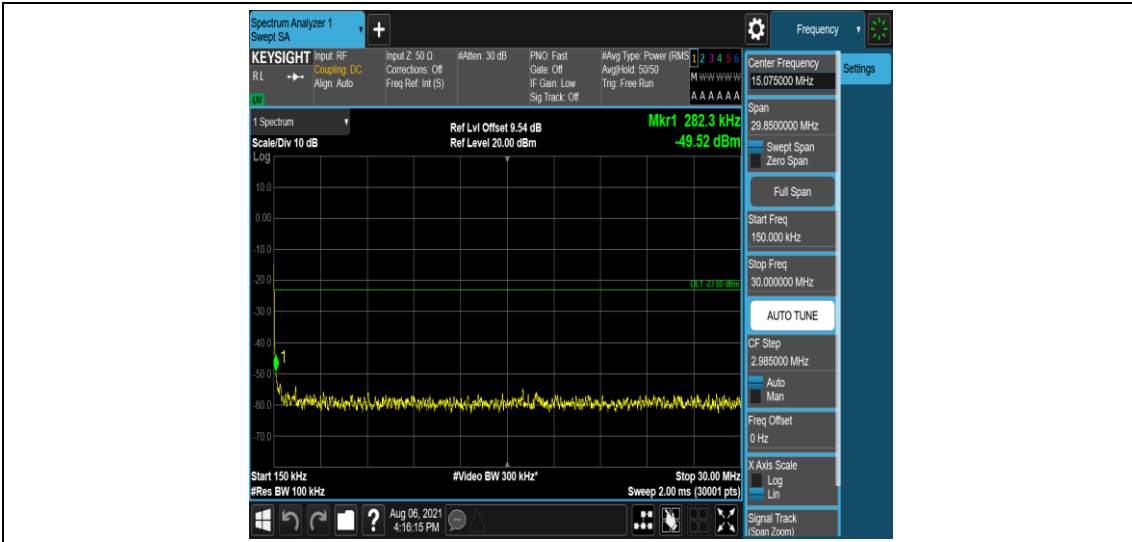 Spectrum Analyzer 1
Swept SA
Frequency
KEYSIGHT
Input: RF
Input Z: 50 Ω
#Atten: 30 dB
PNO: Fast
#Avg Type: Power (RMS
1 2 3 4 5 6
RL
Coupling: DC
Corrections: Off
Gate: Off
Avg|Hold: 50/50
M W W W W W
Align: Auto
Freq Ref: Int (S)
IF Gain: Low
Trig: Free Run
Sig Track: Off
A A A A A A
1 Spectrum
Ref Lvl Offset 9.54 dB
Mkr1 282.3 kHz
Scale/Div 10 dB
Ref Level 20.00 dBm
-49.52 dBm
Log
10.0
0.00
-10.0
-20.0
DL1 -23.00 dBm
-30.0
-40.0
1
-50.0
-60.0
-70.0
Start 150 kHz
#Video BW 300 kHz*
Stop 30.00 MHz
#Res BW 100 kHz
Sweep 2.00 ms (30001 pts)
Center Frequency
15.075000 MHz
Settings
Span
29.8500000 MHz
Swept Span
Zero Span
Full Span
Start Freq
150.000 kHz
Stop Freq
30.000000 MHz
AUTO TUNE
CF Step
2.985000 MHz
Auto
Man
Freq Offset
0 Hz
X Axis Scale
Log
Lin
Signal Track
(Span Zoom)
?
Aug 06, 2021
4:16:15 PM